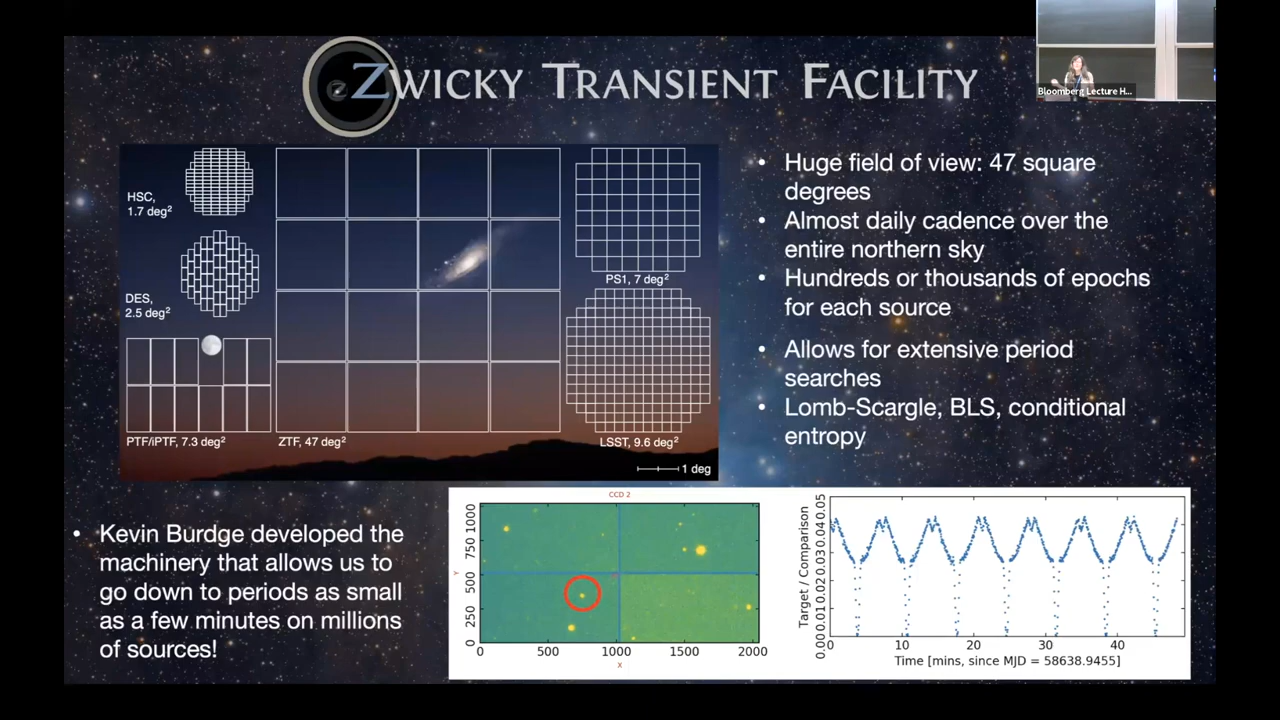 ZWICKY TRANSIENT FACILITY
Bloomberg Lecture H...
HSC,
1.7 deg²
DES,
2.5 deg²
PTF/iPTF, 7.3 deg²
ZTF, 47 deg²
PS1, 7 deg²
LSST, 9.6 deg²
1 deg
• Huge field of view: 47 square
degrees
• Almost daily cadence over the
entire northern sky
• Hundreds or thousands of epochs
for each source
• Allows for extensive period
searches
• Lomb-Scargle, BLS, conditional
entropy
• Kevin Burdge developed the
machinery that allows us to
go down to periods as small
as a few minutes on millions
of sources!
CCD 2
1000
750
500
250
0
Y
0 500 1000 1500 2000
X
Target / Comparison
0.05
0.04
0.03
0.02
0.01
0.00
0 10 20 30 40
Time [mins, since MJD = 58638.9455]